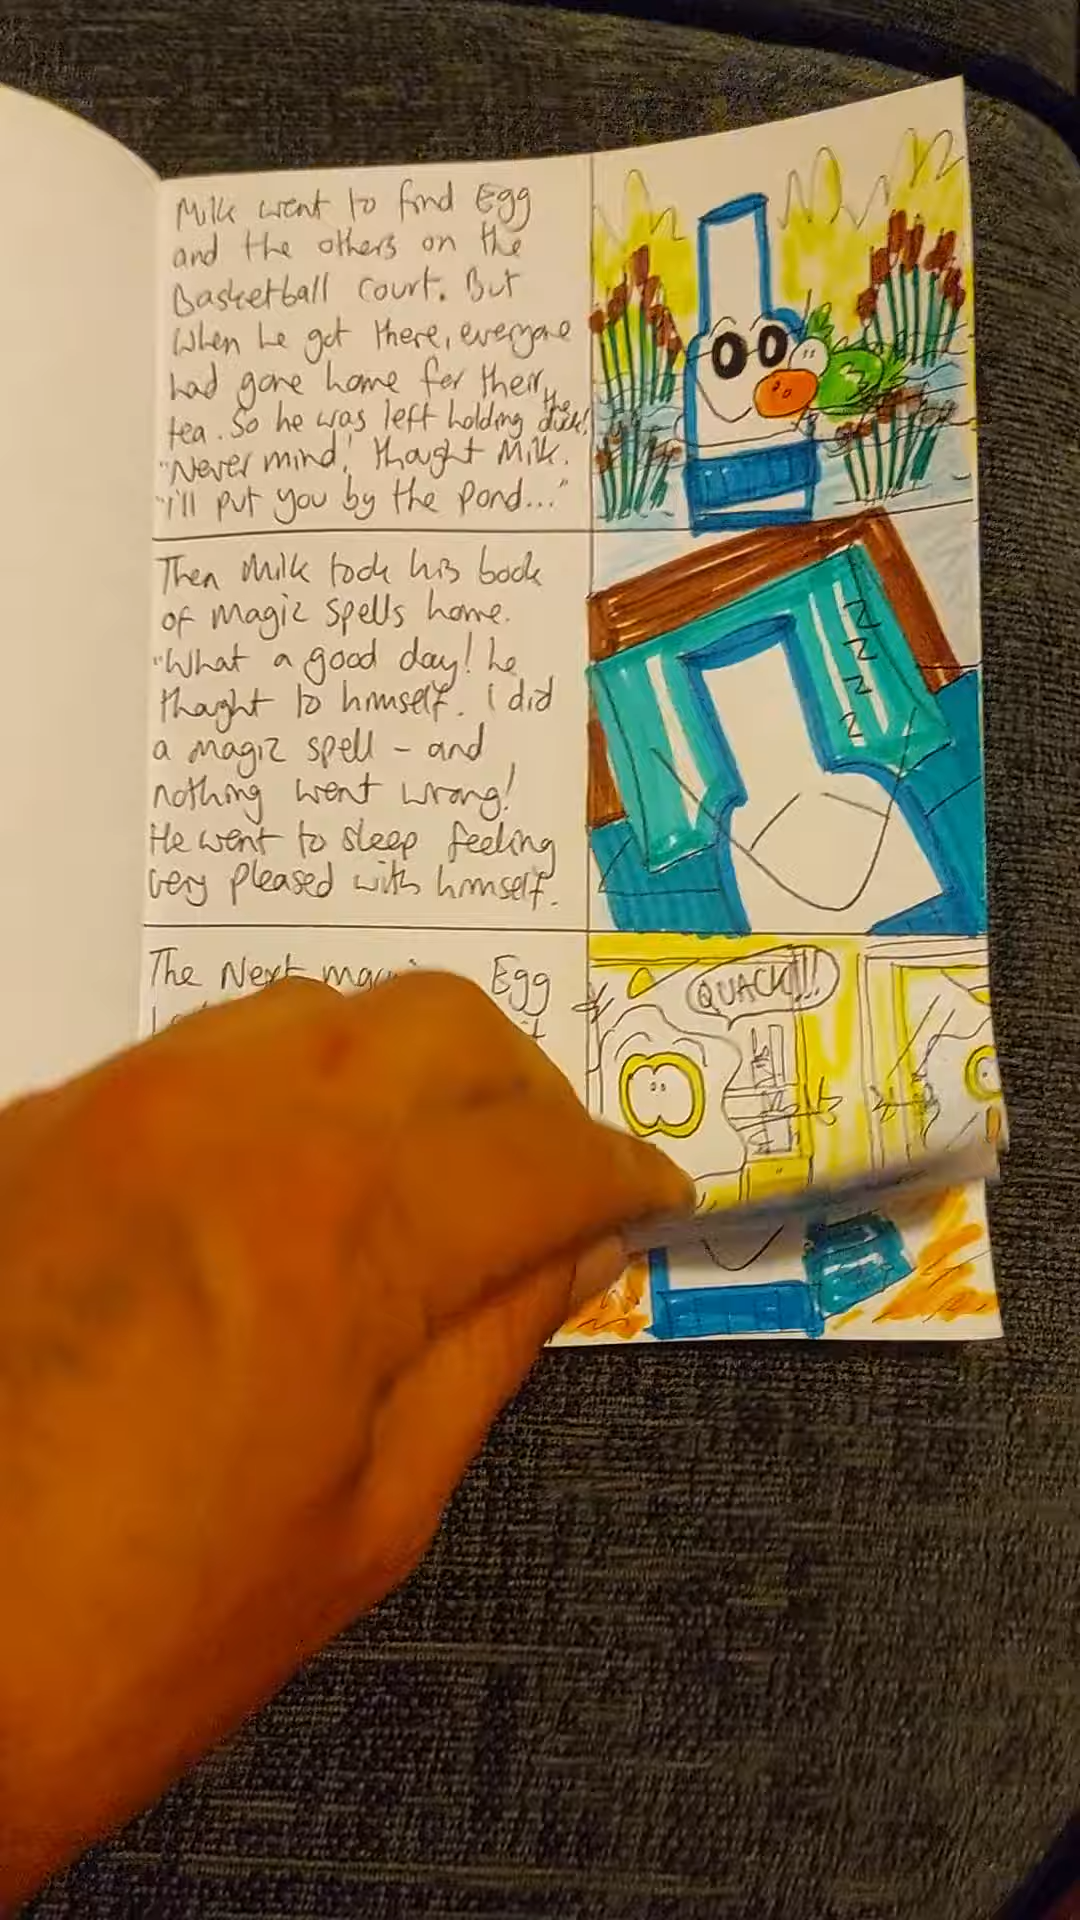 Milk went to find Egg
and the others on the
Basketball court. But
when he got there, everyone
had gone home for their
tea. So he was left holding the duck!
"Never mind', thought Milk.
"i'll put you by the pond..."
Then Milk took his book
of magic spells home.
"What a good day! he
thought to himself. I did
a magic spell – and
nothing went wrong!
He went to sleep feeling
very pleased with himself.
z
z
z
z
The Next Egg
QUACK!!!